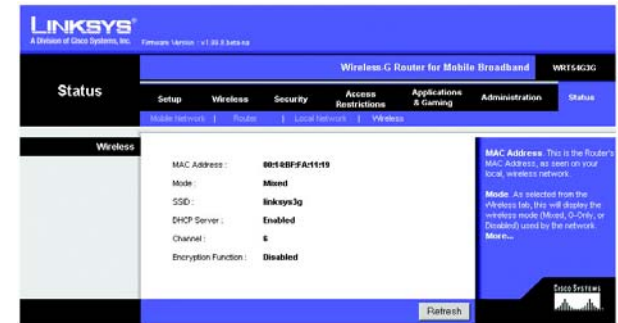 LINKSYS®
A Division of Cisco Systems, Inc.
Firmware Version : v1.99.8 beta-na
Wireless-G Router for Mobile Broadband
WRT54G3G
Status
Setup
Wireless
Security
Access Restrictions
Applications & Gaming
Administration
Status
Mobile Network | Router | Local Network | Wireless
Wireless
MAC Address : 00:14:BF:FA:11:19
Mode : Mixed
SSID : linksys3g
DHCP Server : Enabled
Channel : 6
Encryption Function : Disabled
MAC Address. This is the Router's
MAC Address, as seen on your
local, wireless network.
Mode. As selected from the
Wireless tab, this will display the
wireless mode (Mixed, G-Only, or
Disabled) used by the network.
More...
Refresh
CISCO SYSTEMS